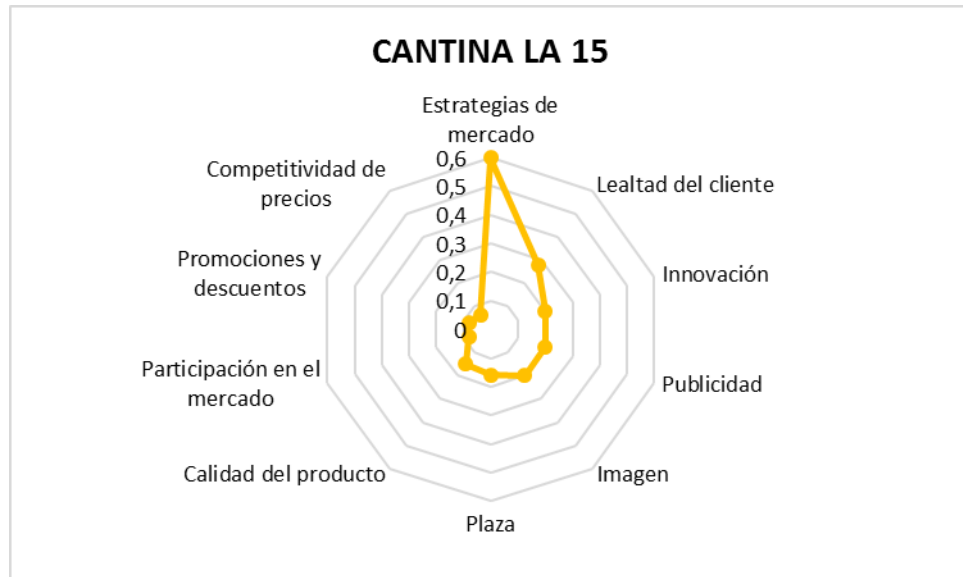 CANTINA LA 15
Estrategias de
mercado
Lealtad del cliente
Innovación
Publicidad
Imagen
Plaza
Calidad del producto
Participación en el
mercado
Promociones y
descuentos
Competitividad de
precios
0,6
0,5
0,4
0,3
0,2
0,1
0